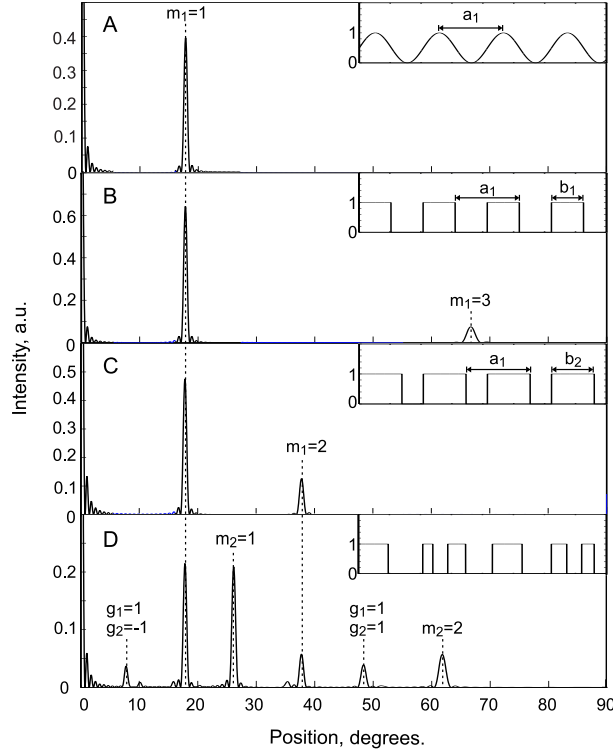 A
m1=1
a1
0.4
0.3
0.2
0.1
0
1
0
B
a1
b1
0.6
0.4
0.2
0
1
0
m1=3
C
a1
b2
0.5
0.4
0.3
0.2
0.1
0
1
0
m1=2
D
m2=1
0.2
0.1
0
1
0
g1=1
g2=-1
g1=1
g2=1
m2=2
0 10 20 30 40 50 60 70 80 90
Intensity, a.u.
Position, degrees.